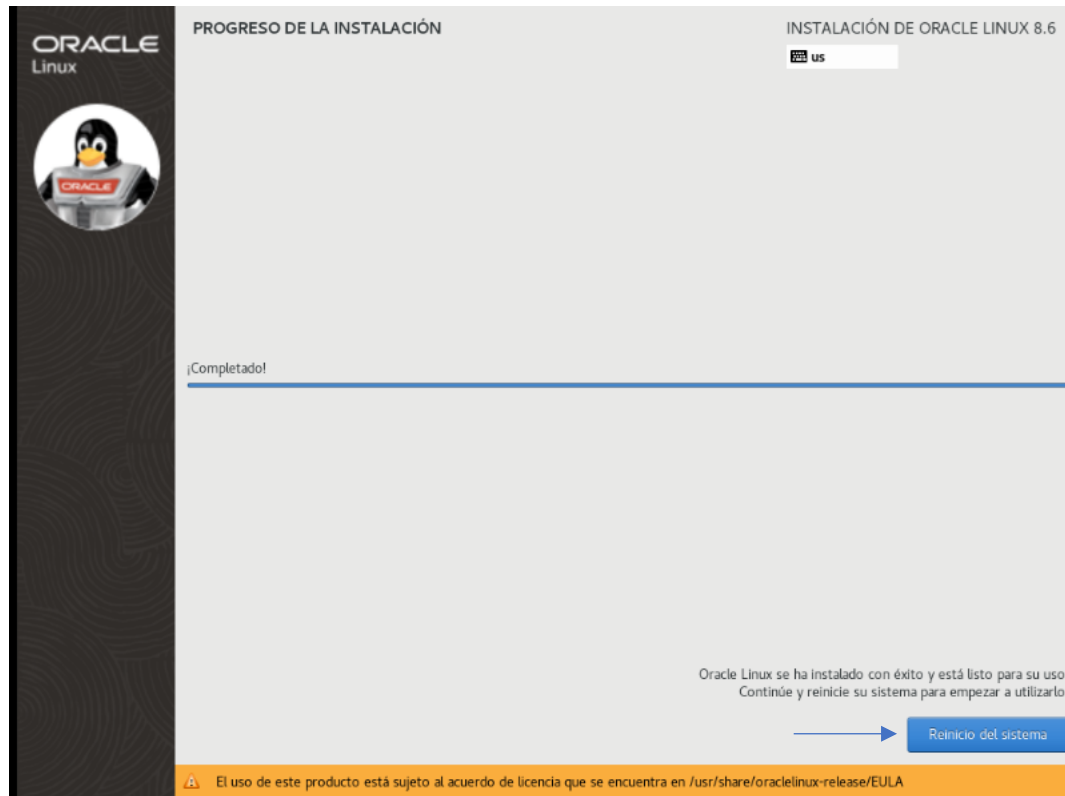 ORACLE
Linux
ORACLE
PROGRESO DE LA INSTALACIÓN
INSTALACIÓN DE ORACLE LINUX 8.6
us
¡Completado!
Oracle Linux se ha instalado con éxito y está listo para su uso
Continúe y reinicie su sistema para empezar a utilizarlo
Reinicio del sistema
El uso de este producto está sujeto al acuerdo de licencia que se encuentra en /usr/share/oraclelinux-release/EULA